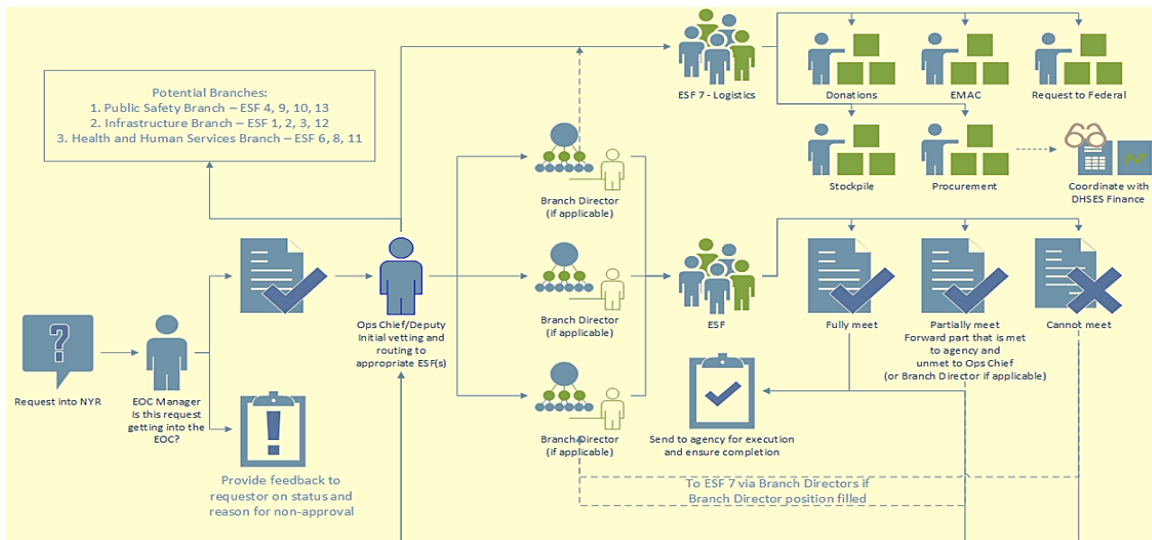 ESF 7 - Logistics
Donations
EMAC
Request to Federal
Potential Branches:
1. Public Safety Branch – ESF 4, 9, 10, 13
2. Infrastructure Branch – ESF 1, 2, 3, 12
3. Health and Human Services Branch – ESF 6, 8, 11
Stockpile
Procurement
Coordinate with
DHSES Finance
Branch Director
(if applicable)
Ops Chief/Deputy
Initial vetting and
routing to
appropriate ESF(s)
Branch Director
(if applicable)
ESF
Fully meet
Partially meet
Forward part that is met
to agency and
unmet to Ops Chief
(or Branch Director if applicable)
Cannot meet
?
Request into NYR
EOC Manager
Is this request
getting into the
EOC?
!
Provide feedback to
requestor on status and
reason for non-approval
Branch Director
(if applicable)
Send to agency for execution
and ensure completion
To ESF 7 via Branch Directors if
Branch Director position filled